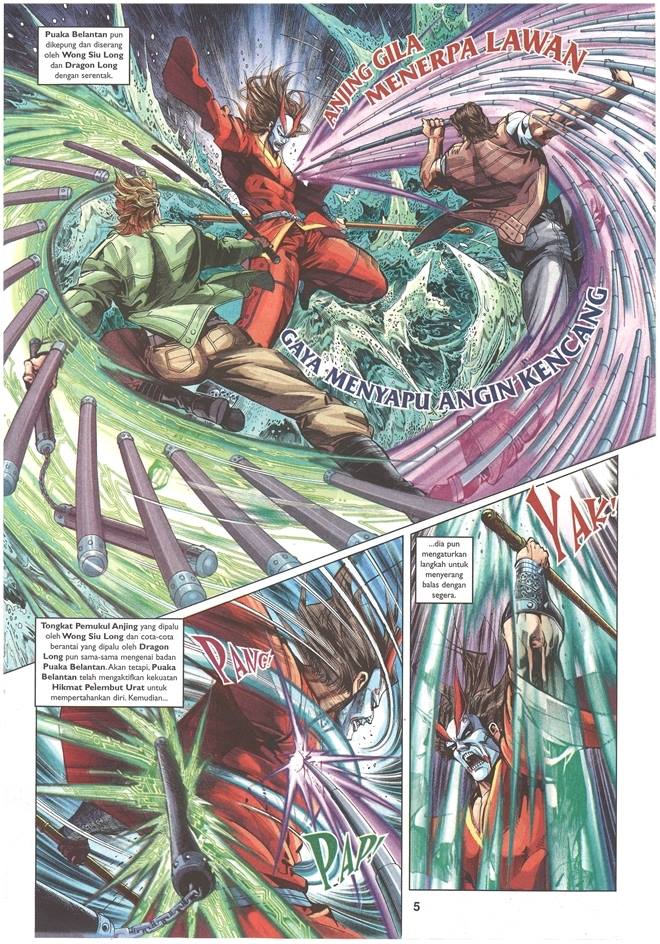 Puaka Belantan pun
dikepung dan diserang
oleh Wong Siu Long
dan Dragon Long
dengan serentak.
ANJING GILA
MENERPA LAWAN
GAYA MENYAPU ANGIN KENCANG
Tongkat Pemukul Anjing yang dipalu
oleh Wong Siu Long dan cota-cota
berantai yang dipalu oleh Dragon
Long pun sama-sama mengenai badan
Puaka Belantan. Akan tetapi, Puaka
Belantan telah mengaktifkan kekuatan
Hikmat Pelembut Urat untuk
mempertahankan diri. Kemudian...
PANG!
PAP!
...dia pun
mengaturkan
langkah untuk
menyerang
balas dengan
segera.
YAK!
5